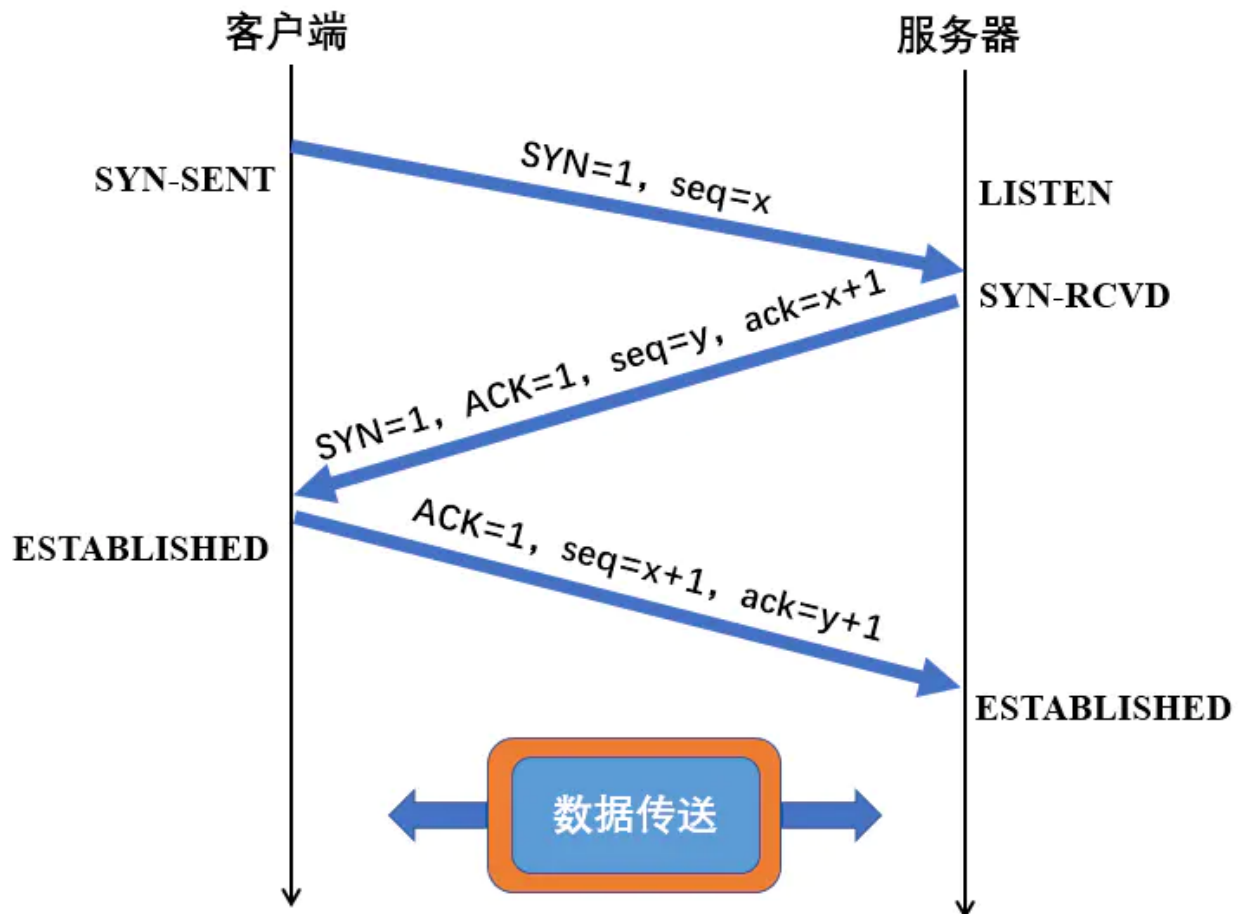 客户端
服务器
SYN=1，seq=x
SYN-SENT
LISTEN
SYN-RCVD
SYN=1，ACK=1，seq=y，ack=x+1
ESTABLISHED
ACK=1，seq=x+1，ack=y+1
ESTABLISHED
数据传送